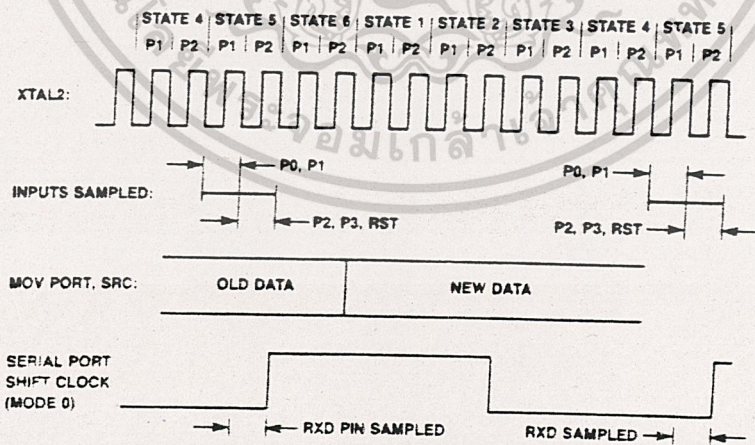 STATE 4 STATE 5 STATE 6 STATE 1 STATE 2 STATE 3 STATE 4 STATE 5
P1 P2 P1 P2 P1 P2 P1 P2 P1 P2 P1 P2 P1 P2 P1 P2
XTAL2:
P0, P1
P0, P1
INPUTS SAMPLED:
P2, P3, RST
P2, P3, RST
MOV PORT, SRC:
OLD DATA
NEW DATA
SERIAL PORT
SHIFT CLOCK
(MODE 0)
RXD PIN SAMPLED
RXD SAMPLED